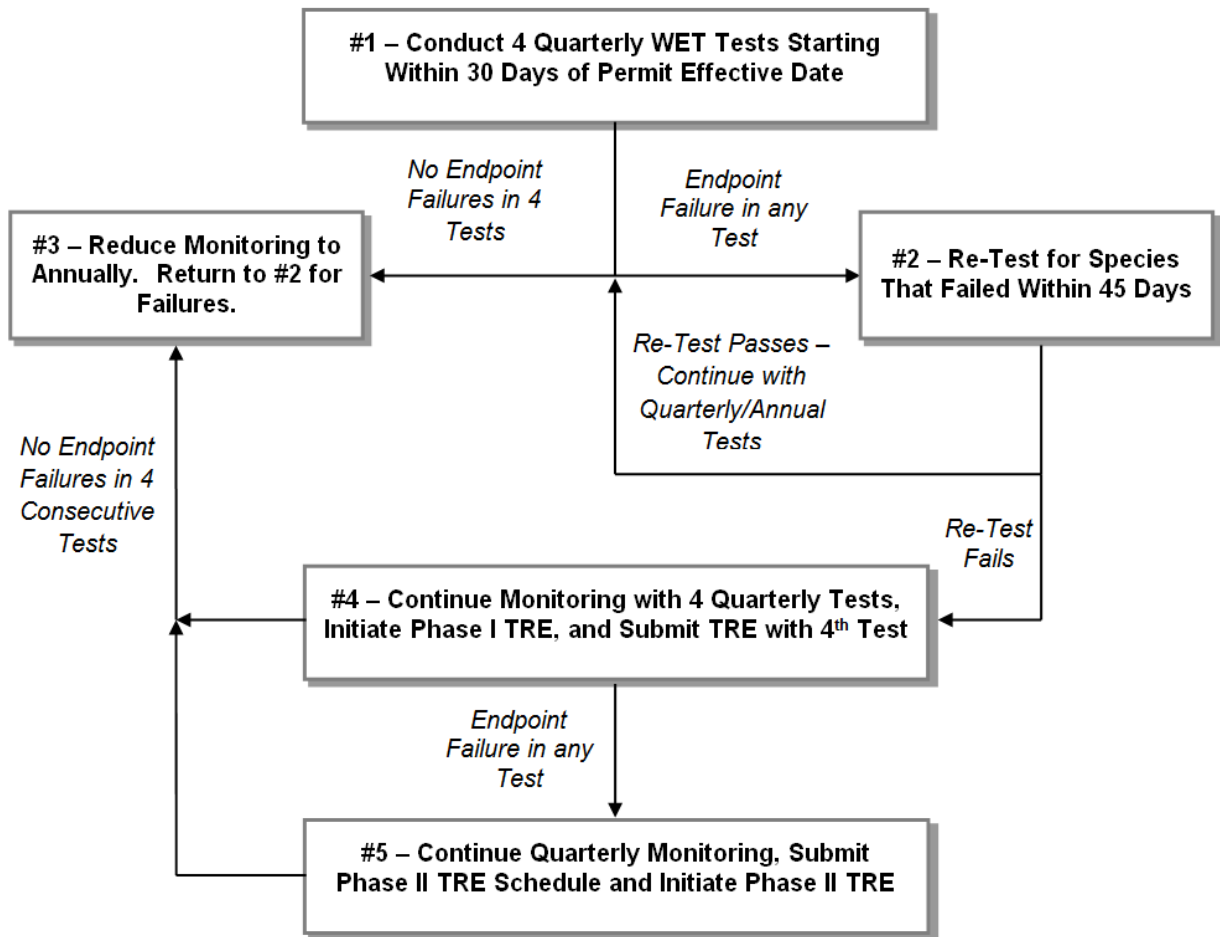 #1 – Conduct 4 Quarterly WET Tests Starting
Within 30 Days of Permit Effective Date
No Endpoint
Failures in 4
Tests
Endpoint
Failure in any
Test
#3 – Reduce Monitoring to
Annually. Return to #2 for
Failures.
#2 – Re-Test for Species
That Failed Within 45 Days
Re-Test Passes –
Continue with
Quarterly/Annual
Tests
No Endpoint
Failures in 4
Consecutive
Tests
Re-Test
Fails
#4 – Continue Monitoring with 4 Quarterly Tests,
Initiate Phase I TRE, and Submit TRE with 4th Test
Endpoint
Failure in any
Test
#5 – Continue Quarterly Monitoring, Submit
Phase II TRE Schedule and Initiate Phase II TRE